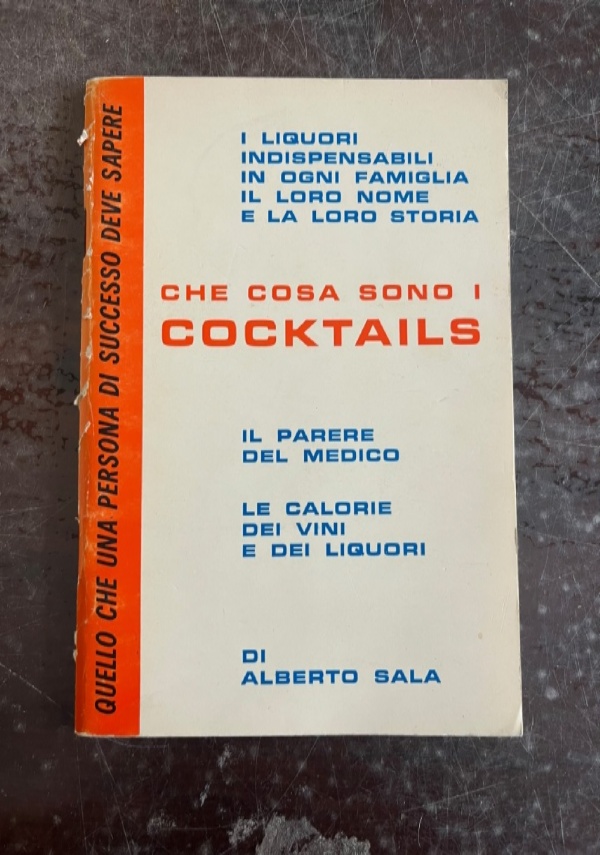 QUELLO CHE UNA PERSONA DI SUCCESSO DEVE SAPERE
I LIQUORI
INDISPENSABILI
IN OGNI FAMIGLIA
IL LORO NOME
E LA LORO STORIA
CHE COSA SONO I
COCKTAILS
IL PARERE
DEL MEDICO
LE CALORIE
DEI VINI
E DEI LIQUORI
DI
ALBERTO SALA